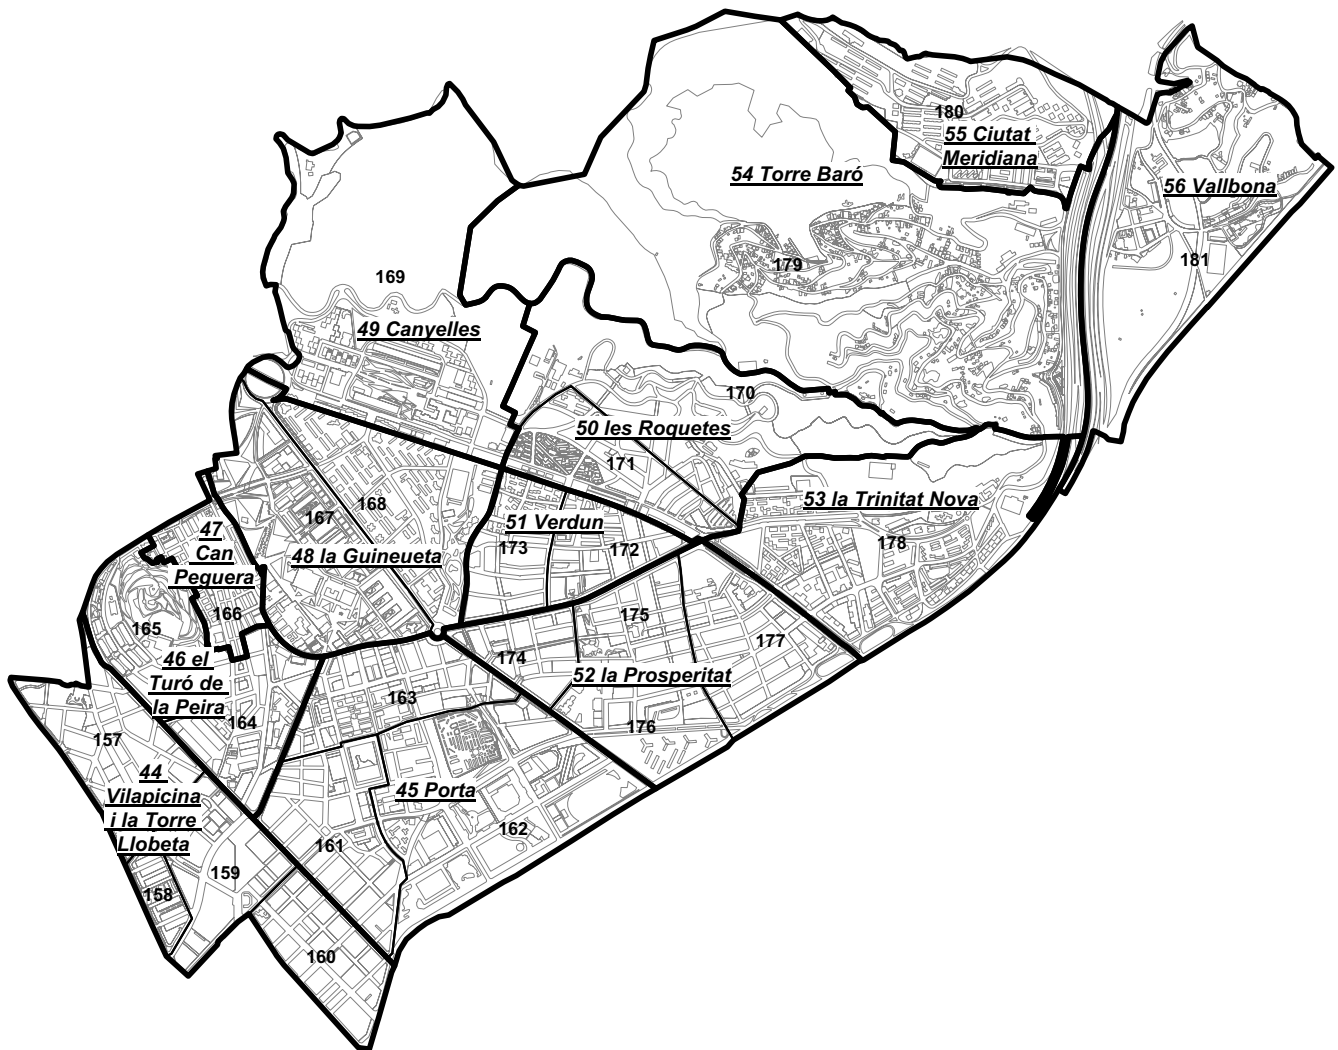 180
55 Ciutat
Meridiana
54 Torre Baró
56 Vallbona
181
179
169
49 Canyelles
170
50 les Roquetes
171
168
53 la Trinitat Nova
167
51 Verdun
47
Can
Peguera
48 la Guineueta
173
172
178
166
165
175
177
46 el
Turó de
la Peira
174
52 la Prosperitat
163
164
176
157
44
Vilapicina
i la Torre
Llobeta
45 Porta
162
161
159
158
160